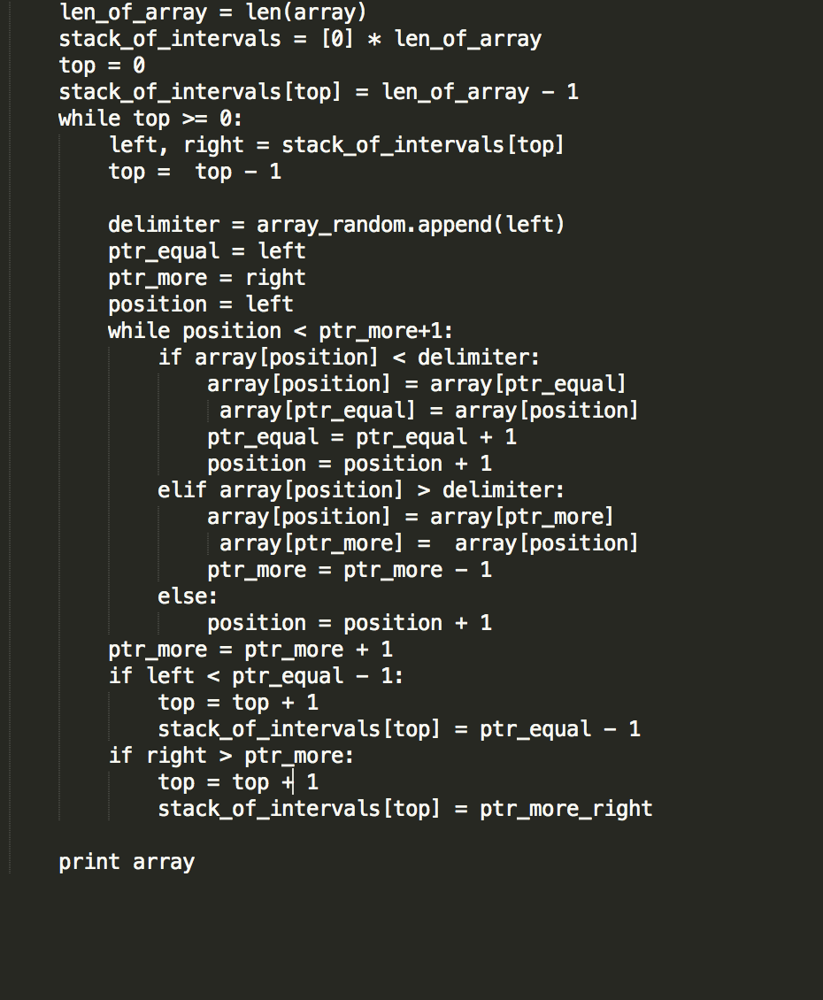 len_of_array = len(array)
stack_of_intervals = [0] * len_of_array
top = 0
stack_of_intervals[top] = len_of_array - 1
while top >= 0:
left, right = stack_of_intervals[top]
top =  top - 1
delimiter = array_random.append(left)
ptr_equal = left
ptr_more = right
position = left
while position < ptr_more+1:
if array[position] < delimiter:
array[position] = array[ptr_equal]
array[ptr_equal] = array[position]
ptr_equal = ptr_equal + 1
position = position + 1
elif array[position] > delimiter:
array[position] = array[ptr_more]
array[ptr_more] =  array[position]
ptr_more = ptr_more - 1
else:
position = position + 1
ptr_more = ptr_more + 1
if left < ptr_equal - 1:
top = top + 1
stack_of_intervals[top] = ptr_equal - 1
if right > ptr_more:
top = top + 1
stack_of_intervals[top] = ptr_more_right
print array